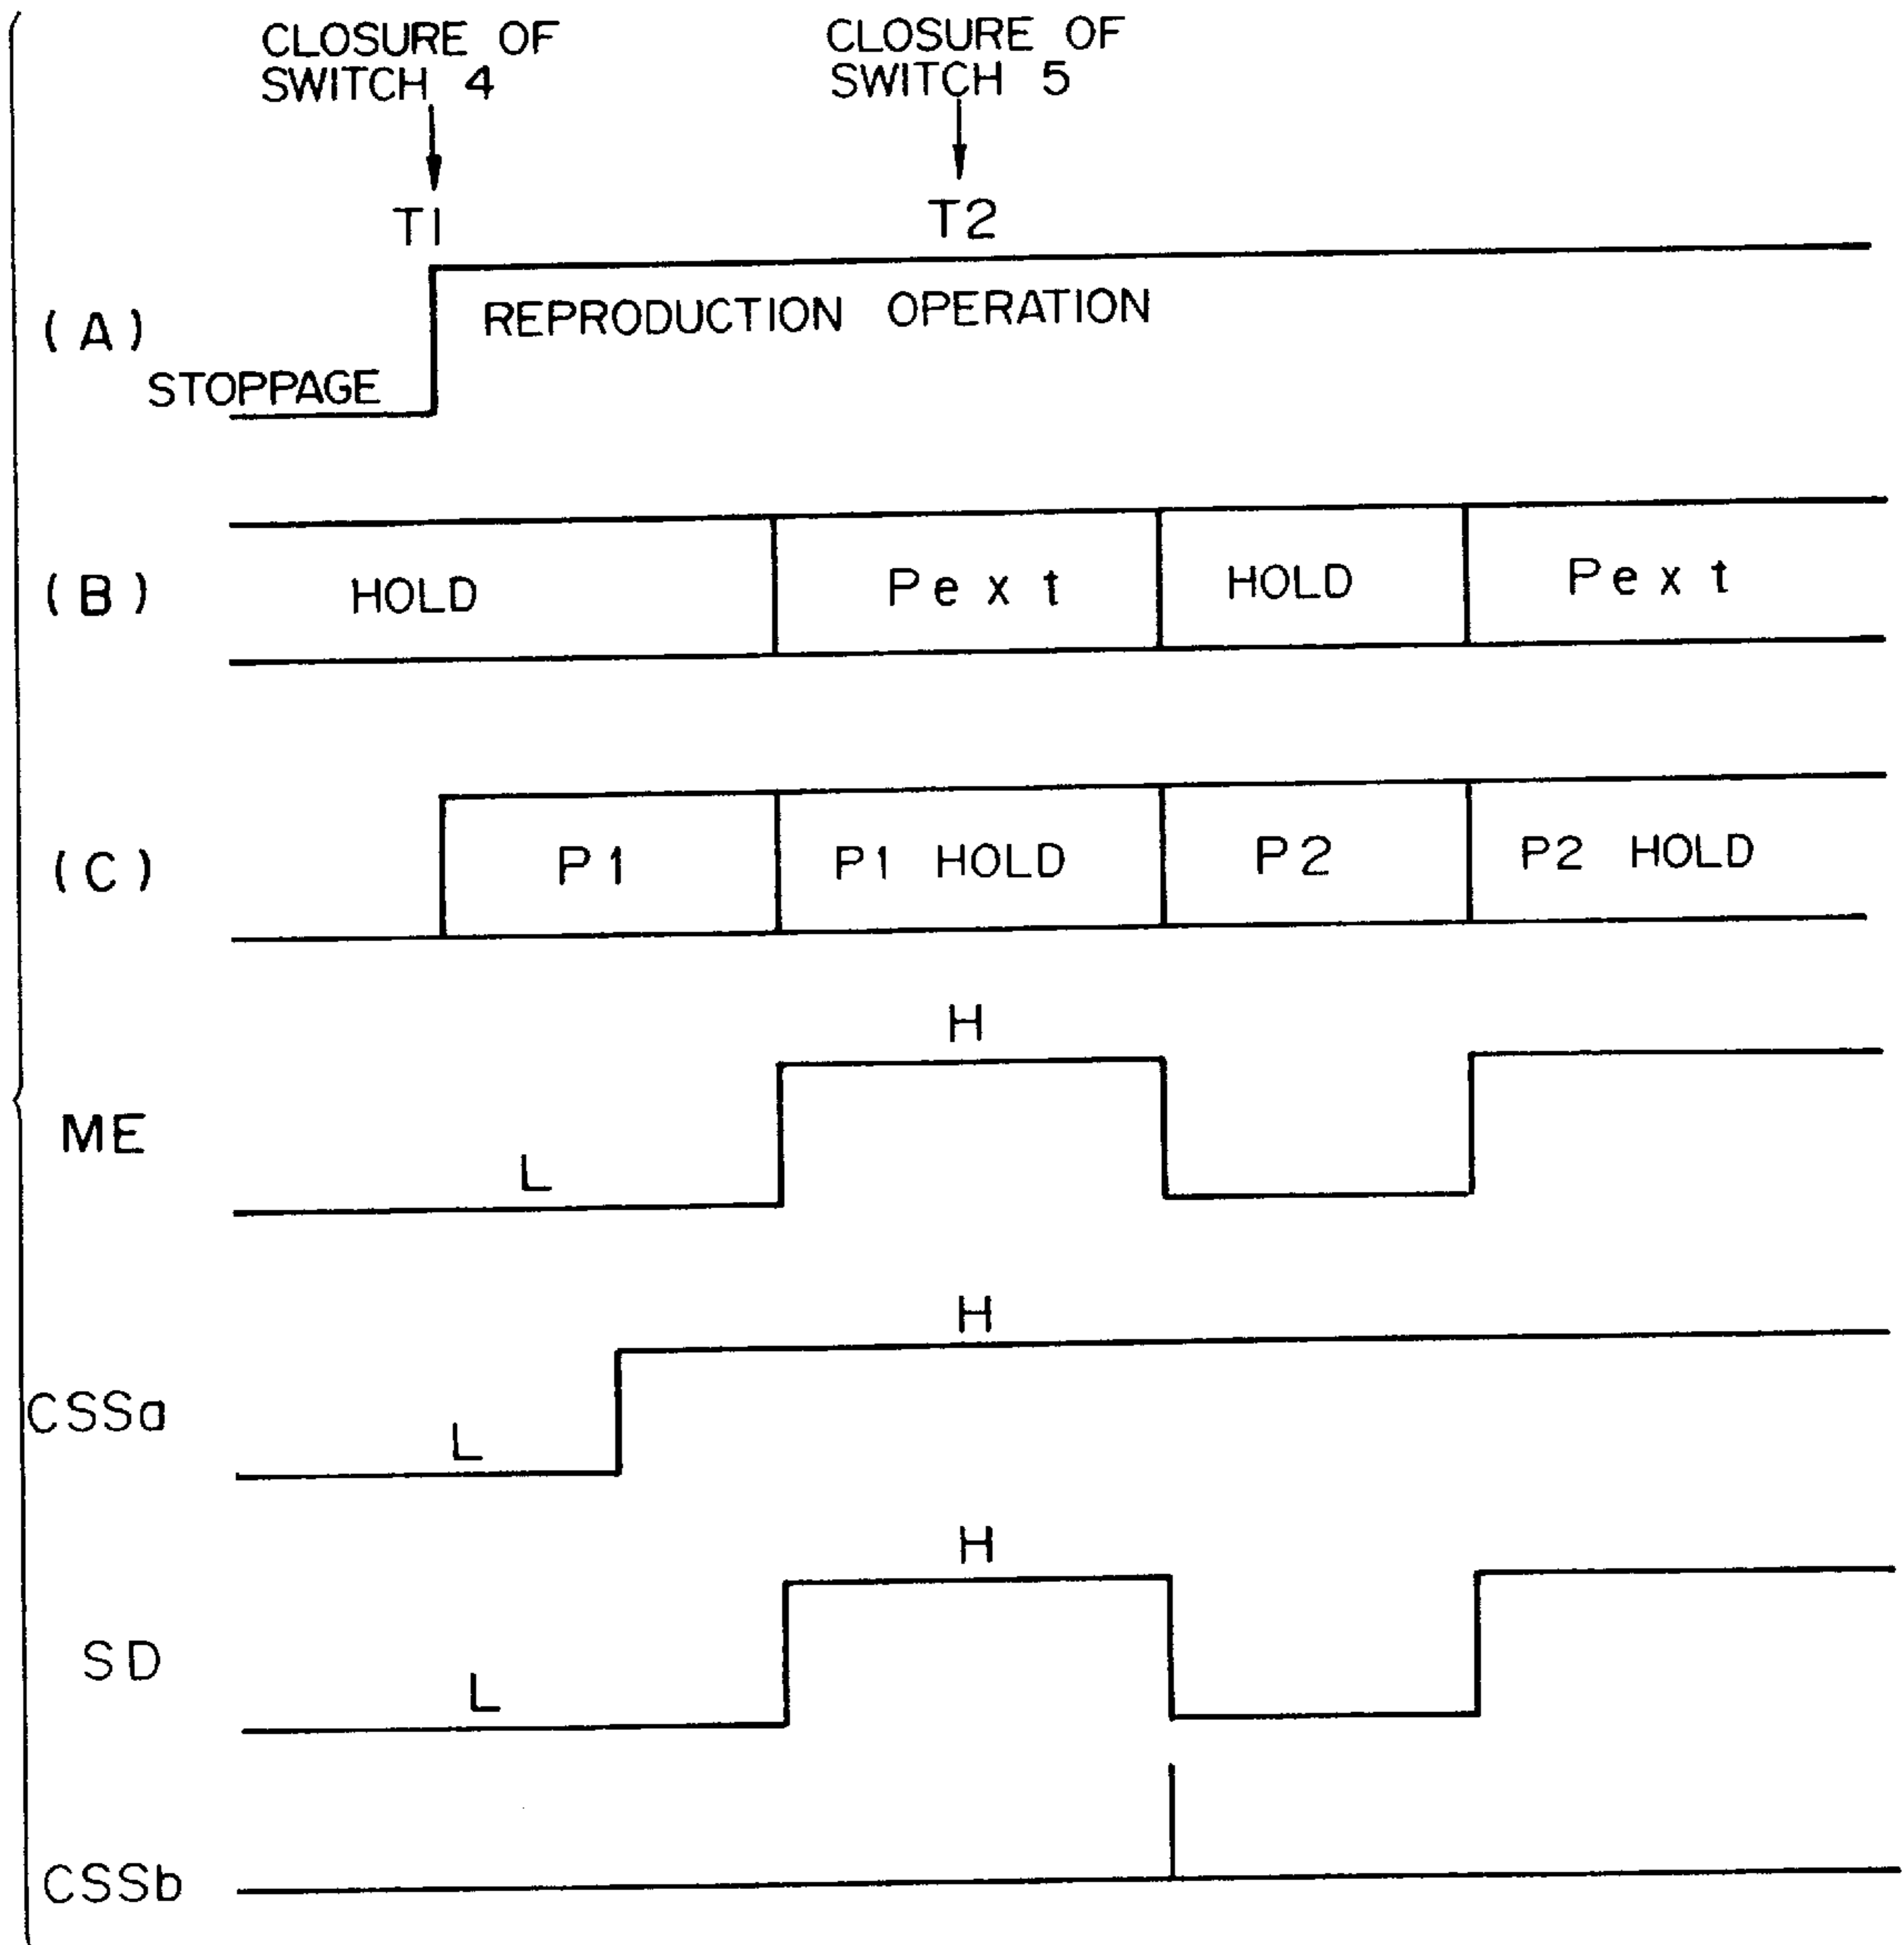 CLOSURE OF
SWITCH 4
CLOSURE OF
SWITCH 5
T1
T2
(A)
REPRODUCTION OPERATION
STOPPAGE
(B)
HOLD
Pext
HOLD
Pext
(C)
P1
P1 HOLD
P2
P2 HOLD
ME
H
L
CSSa
H
L
SD
H
L
CSSb